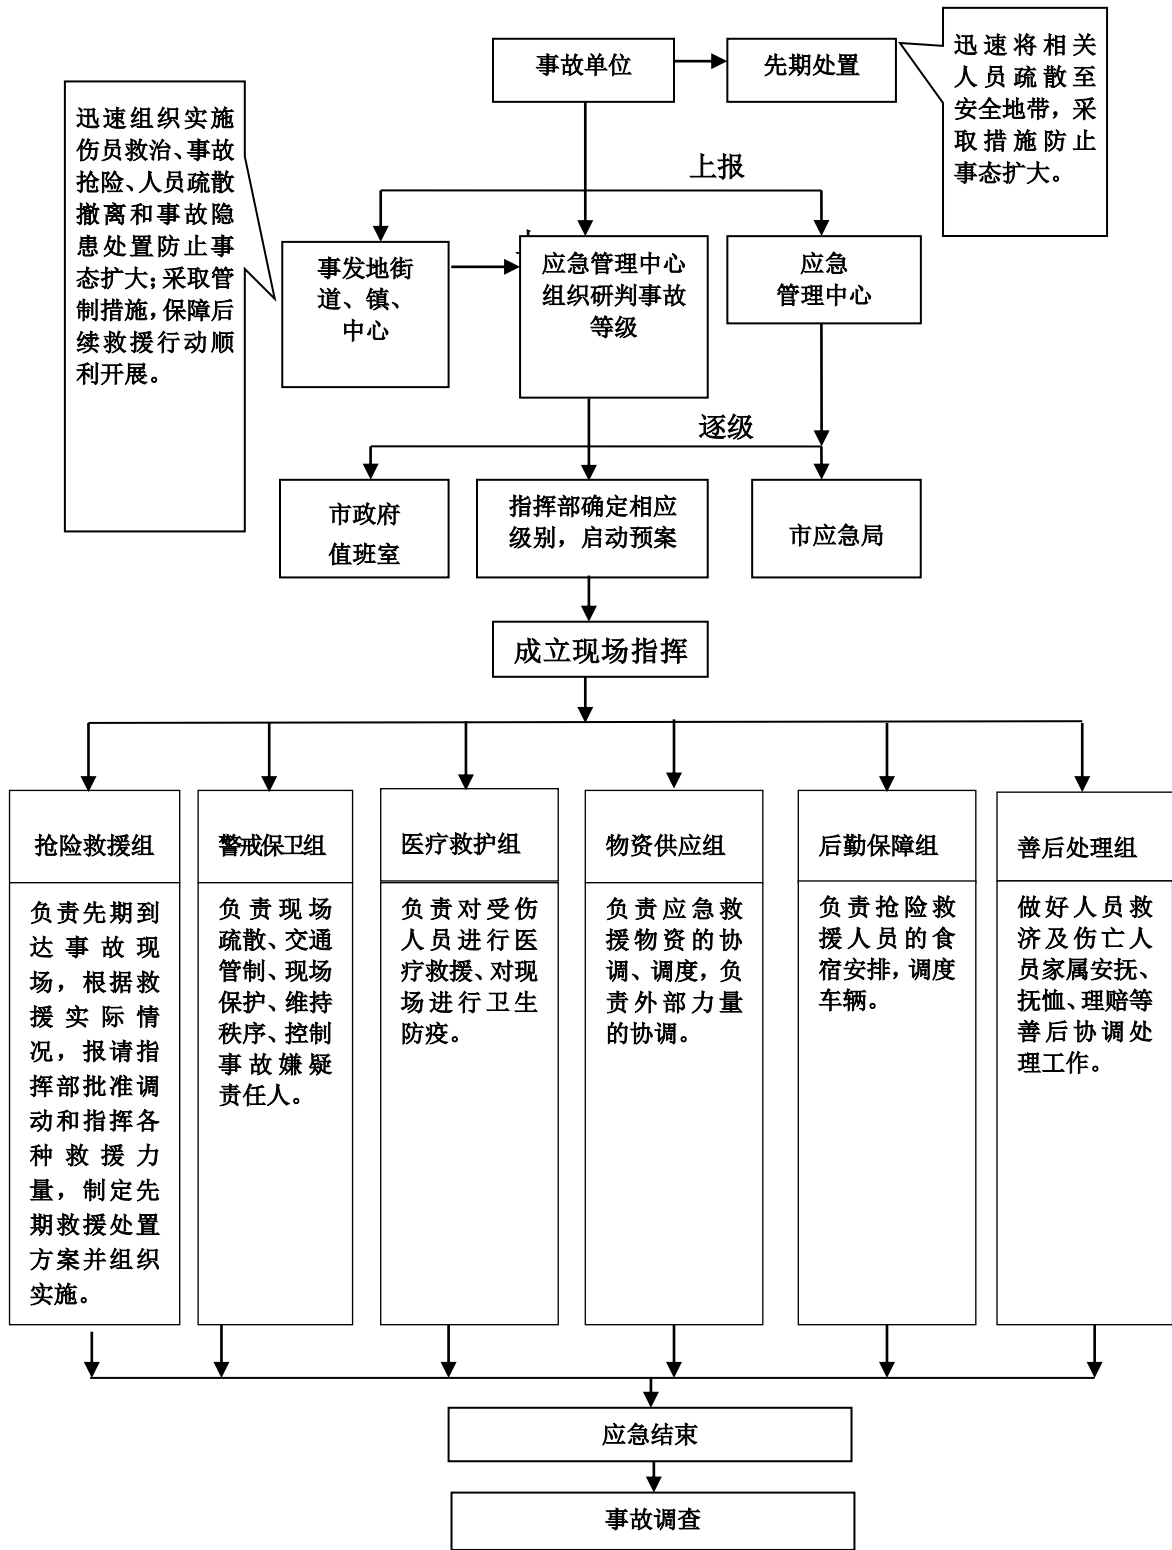 事故单位
先期处置
迅速将相关
人员疏散至
安全地带，采
取措施防止
事态扩大。
迅速组织实施
伤员救治、事故
抢险、人员疏散
撤离和事故隐
患处置防止事
态扩大；采取管
制措施，保障后
续救援行动顺
利开展。
上报
事发地街
道、镇、
中心
应急管理中心
组织研判事故
等级
应急
管理中心
逐级
市政府
值班室
指挥部确定相应
级别，启动预案
市应急局
成立现场指挥
抢险救援组
负责先期到
达事故现
场，根据救
援实际情
况，报请指
挥部批准调
动和指挥各
种救援力
量，制定先
期救援处置
方案并组织
实施。
警戒保卫组
负责现场
疏散、交通
管制、现场
保护、维持
秩序、控制
事故嫌疑
责任人。
医疗救护组
负责对受伤
人员进行医
疗救援、对现
场进行卫生
防疫。
物资供应组
负责应急救
援物资的协
调、调度，负
责外部力量
的协调。
后勤保障组
负责抢险救
援人员的食
宿安排，调度
车辆。
善后处理组
做好人员救
济及伤亡人
员家属安抚、
抚恤、理赔等
善后协调处
理工作。
应急结束
事故调查